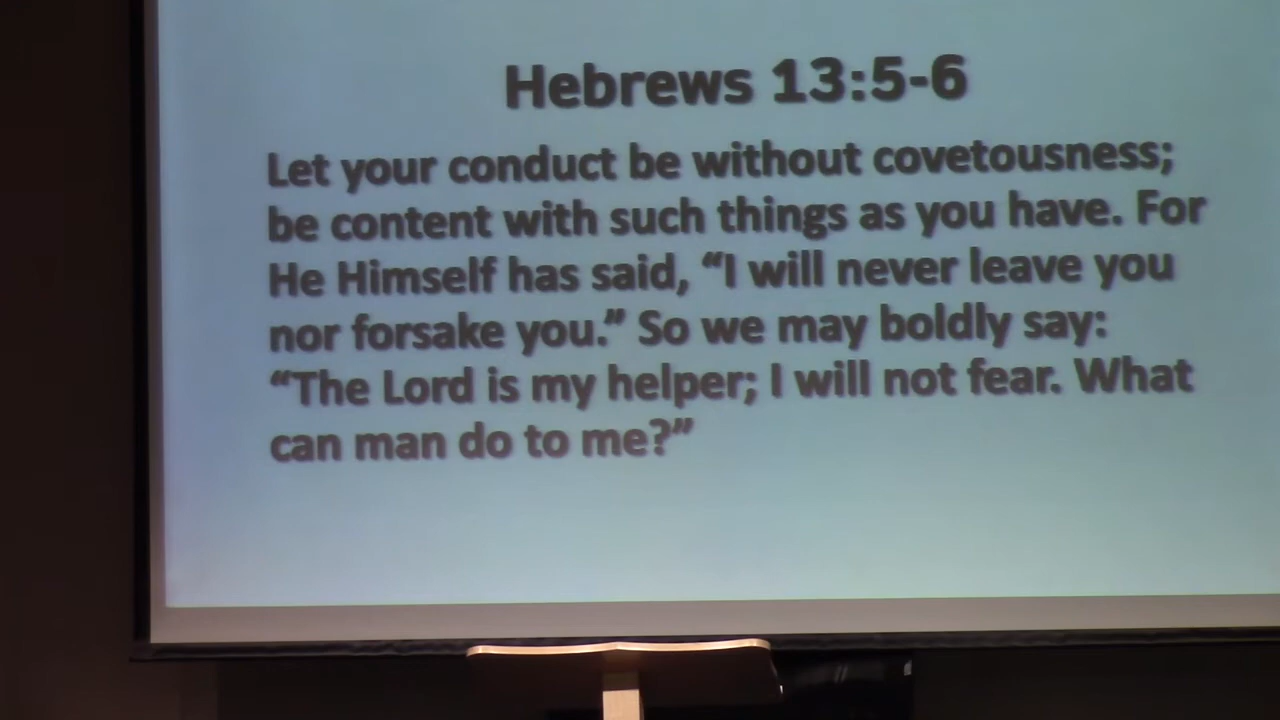 Hebrews 13:5-6
Let your conduct be without covetousness;
be content with such things as you have. For
He Himself has said, “I will never leave you
nor forsake you.” So we may boldly say:
“The Lord is my helper; I will not fear. What
can man do to me?”